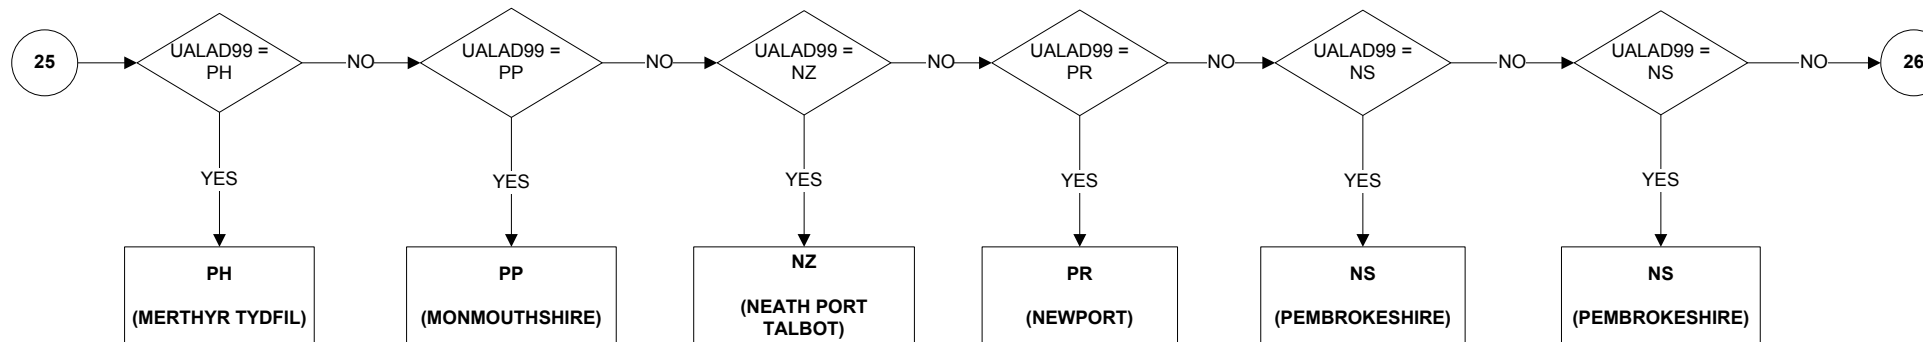 25
UALAD99 =
PH
NO
UALAD99 =
PP
NO
UALAD99 =
NZ
NO
UALAD99 =
PR
NO
UALAD99 =
NS
NO
UALAD99 =
NS
NO
26
YES
YES
YES
YES
YES
YES
PH
(MERTHYR TYDFIL)
PP
(MONMOUTHSHIRE)
NZ
(NEATH PORT
TALBOT)
PR
(NEWPORT)
NS
(PEMBROKESHIRE)
NS
(PEMBROKESHIRE)